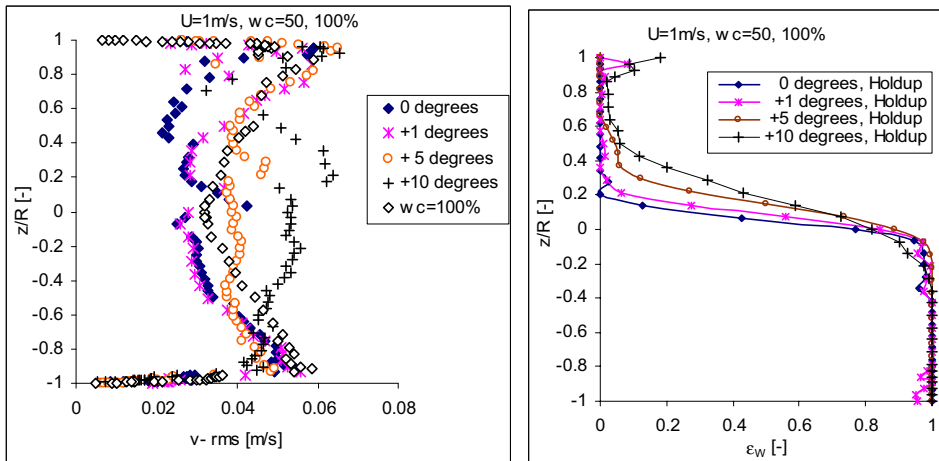 U=1m/s, wc=50, 100%
z/R [-]
1
0.8
0.6
0.4
0.2
0
-0.2
-0.4
-0.6
-0.8
-1
0
0.02
0.04
0.06
0.08
v- rms [m/s]
0 degrees
+1 degrees
+ 5 degrees
+10 degrees
wc=100%
U=1m/s, wc=50, 100%
z/R [-]
1
0.8
0.6
0.4
0.2
0
-0.2
-0.4
-0.6
-0.8
-1
0
0.2
0.4
0.6
0.8
1
εW [-]
0 degrees, Holdup
+1 degrees, Holdup
+5 degrees, Holdup
+10 degrees, Holdup